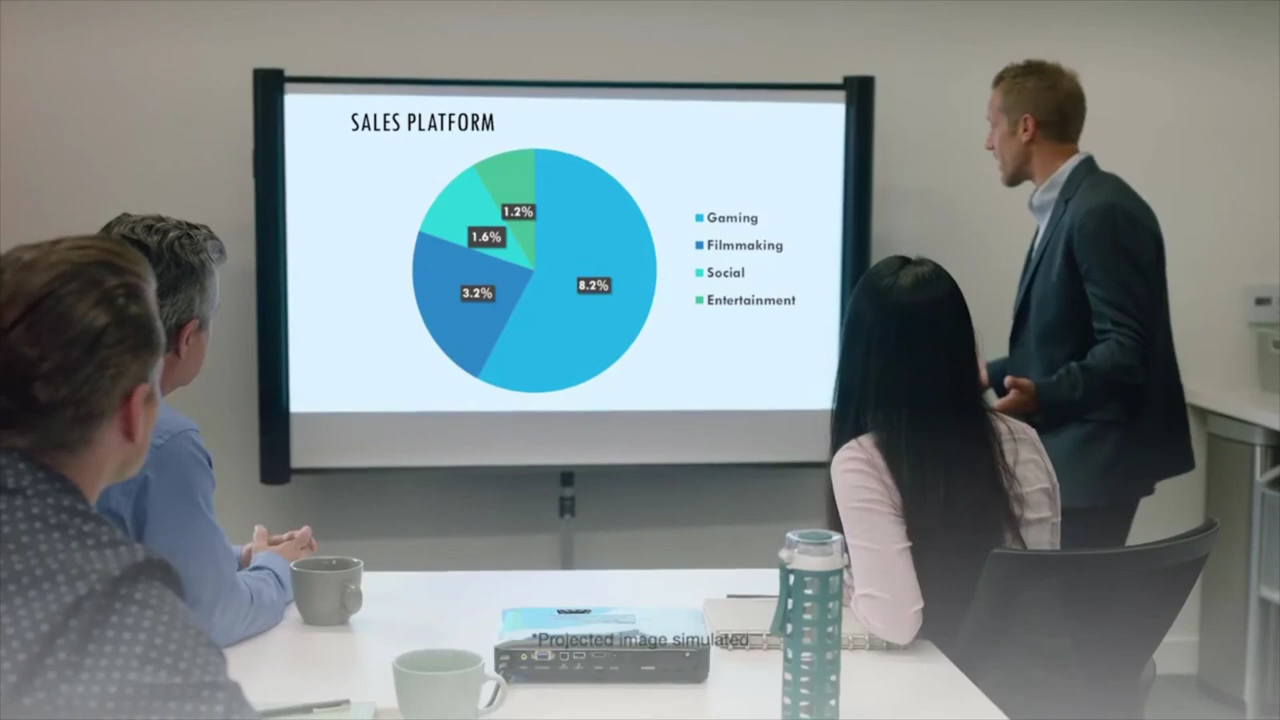 SALES PLATFORM
1.2%
1.6%
3.2%
8.2%
Gaming
Filmmaking
Social
Entertainment
*Projected image simulated